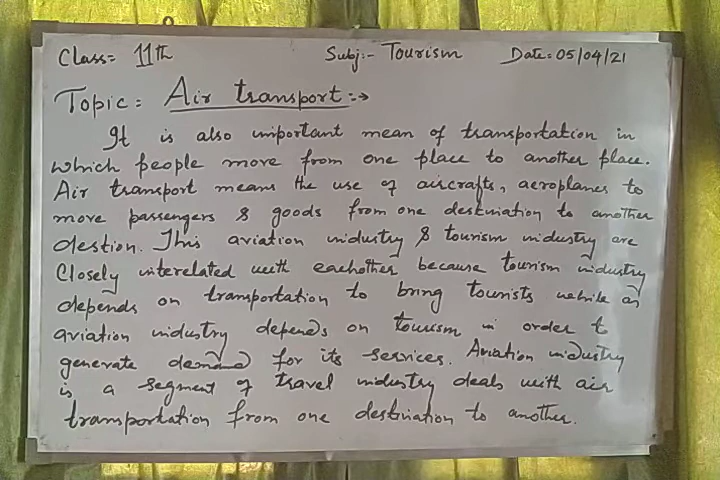 Class= 11th Subj:- Tourism Date:05/04/21
Topic: Air transport:→
It is also important mean of transportation in
which people move from one place to another place.
Air transport means the use of aircrafts, aeroplanes to
move passengers & goods from one destination to another
destion. This aviation industry & tourism industry are
Closely interelated with eachother because tourism industry
depends on transportation to bring tourists while an
aviation industry depends on tourism in order to
generate demand for its services. Aviation industry
is a segment of travel industry deals with air
transportation from one destination to another.